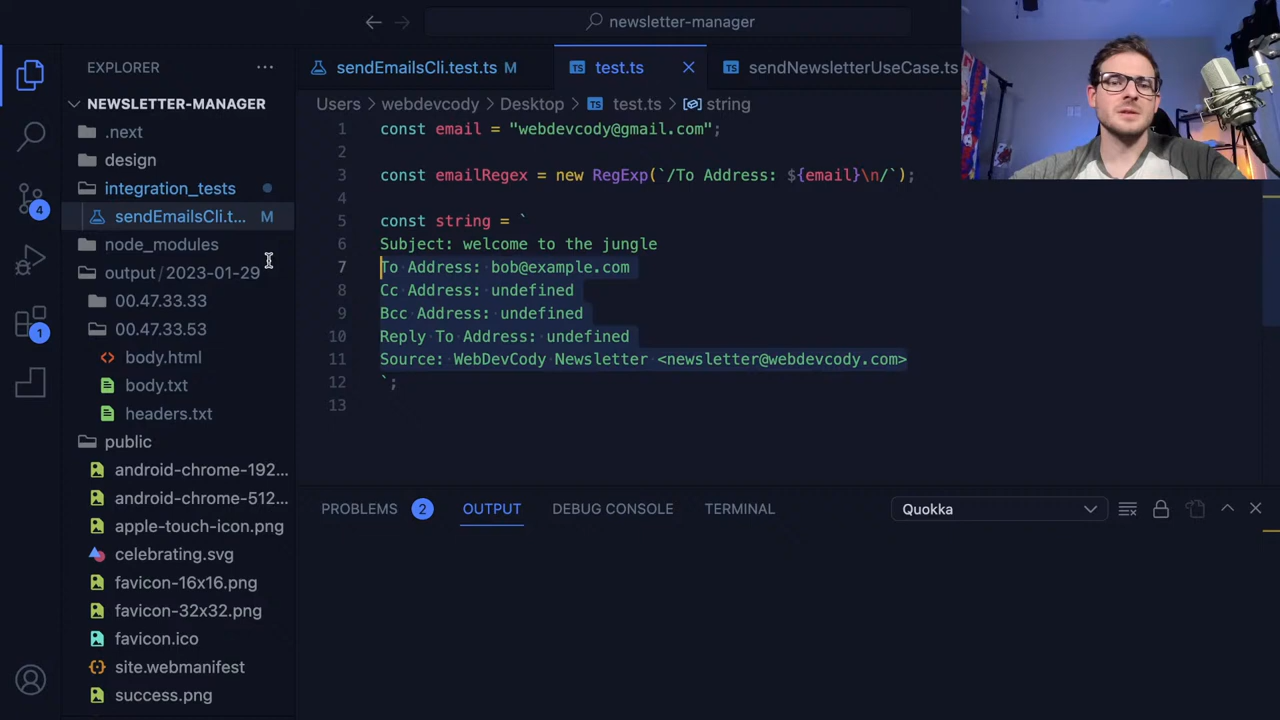 newsletter-manager
EXPLORER
sendEmailsCli.test.ts M
test.ts
sendNewsletterUseCase.ts
NEWSLETTER-MANAGER
Users > webdevcody > Desktop > test.ts > string
.next
design
integration_tests
sendEmailsCli.t... M
node_modules
output / 2023-01-29
00.47.33.33
00.47.33.53
body.html
body.txt
headers.txt
public
android-chrome-192...
android-chrome-512...
apple-touch-icon.png
celebrating.svg
favicon-16x16.png
favicon-32x32.png
favicon.ico
site.webmanifest
success.png
4
1
1 const email = "webdevcody@gmail.com";
2
3 const emailRegex = new RegExp(`/To Address: ${email}\n/`);
4
5 const string = `
6 Subject: welcome to the jungle
7 To Address: bob@example.com
8 Cc Address: undefined
9 Bcc Address: undefined
10 Reply To Address: undefined
11 Source: WebDevCody Newsletter <newsletter@webdevcody.com>
12 `;
13
PROBLEMS 2 OUTPUT DEBUG CONSOLE TERMINAL Quokka